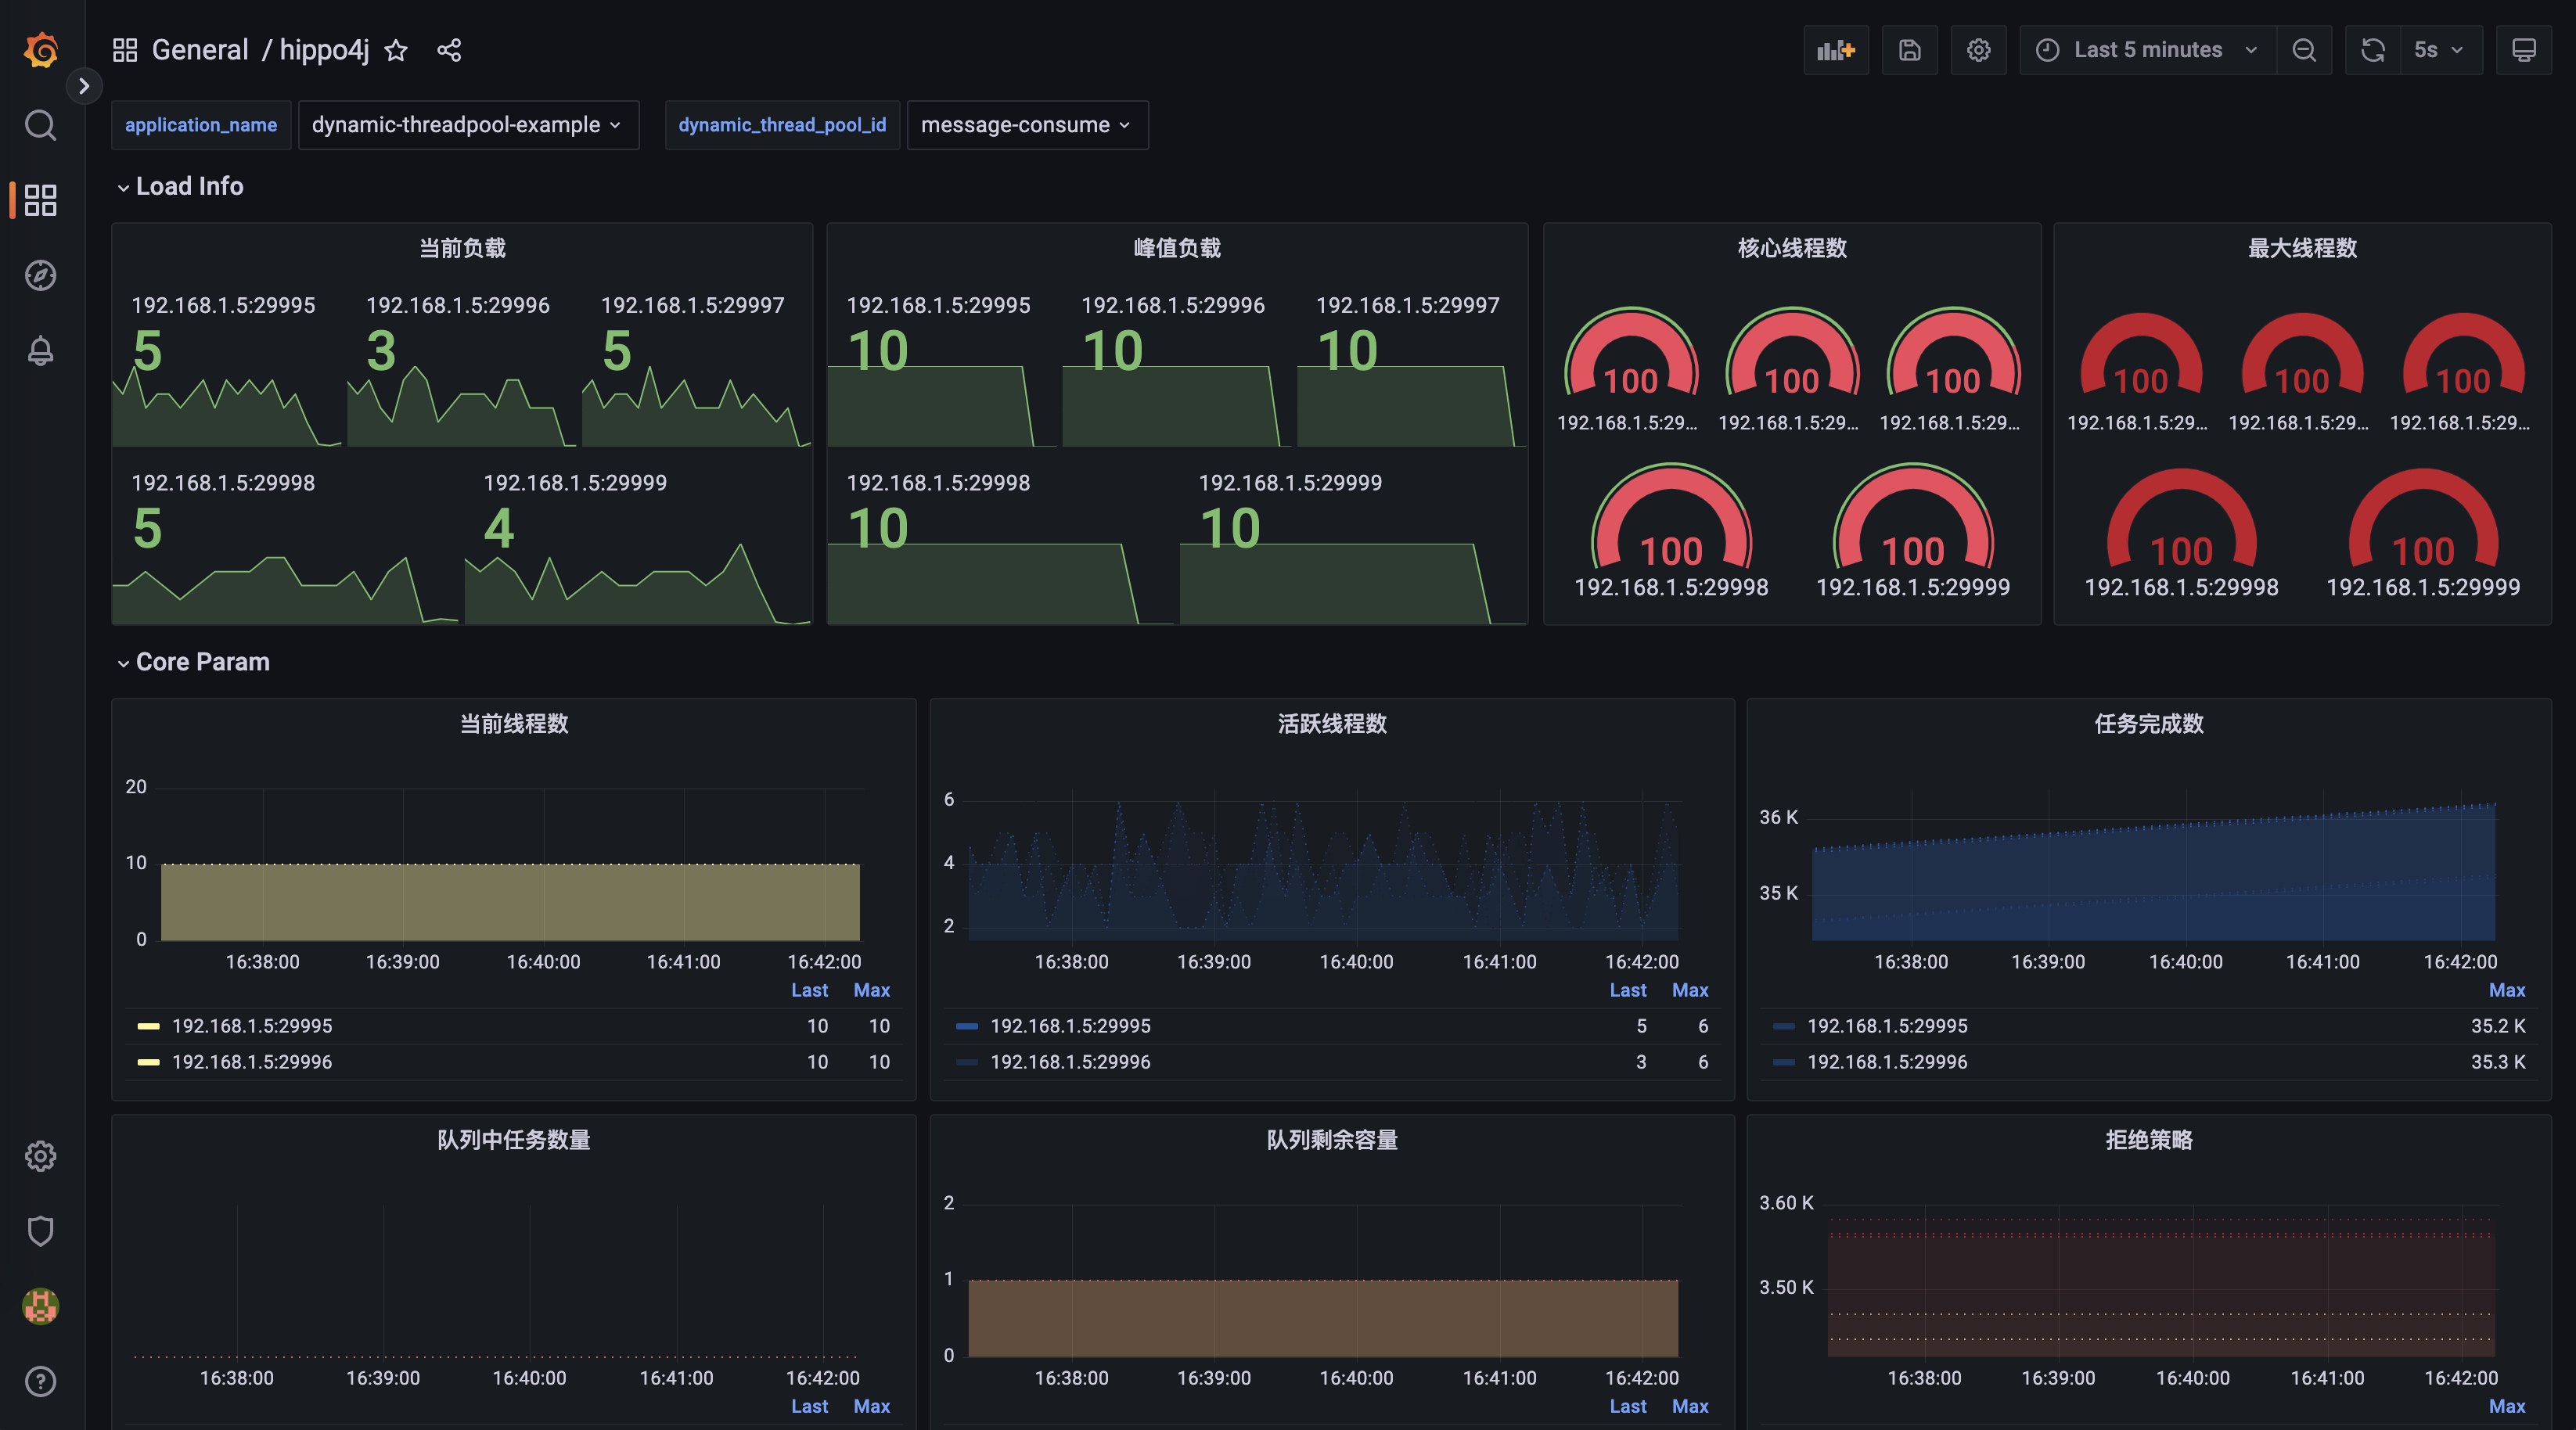 General / hippo4j
Last 5 minutes
5s
application_name
dynamic-threadpool-example
dynamic_thread_pool_id
message-consume
Load Info
当前负载
192.168.1.5:29995
5
192.168.1.5:29996
3
192.168.1.5:29997
5
192.168.1.5:29998
5
192.168.1.5:29999
4
峰值负载
192.168.1.5:29995
10
192.168.1.5:29996
10
192.168.1.5:29997
10
192.168.1.5:29998
10
192.168.1.5:29999
10
核心线程数
100
192.168.1.5:29...
100
192.168.1.5:29...
100
192.168.1.5:29...
100
192.168.1.5:29998
100
192.168.1.5:29999
最大线程数
100
192.168.1.5:29...
100
192.168.1.5:29...
100
192.168.1.5:29...
100
192.168.1.5:29998
100
192.168.1.5:29999
Core Param
当前线程数
20
10
0
16:38:00 16:39:00 16:40:00 16:41:00 16:42:00
Last Max
192.168.1.5:29995 10 10
192.168.1.5:29996 10 10
活跃线程数
6
4
2
16:38:00 16:39:00 16:40:00 16:41:00 16:42:00
Last Max
192.168.1.5:29995 5 6
192.168.1.5:29996 3 6
任务完成数
36 K
35 K
16:38:00 16:39:00 16:40:00 16:41:00 16:42:00
Max
192.168.1.5:29995 35.2 K
192.168.1.5:29996 35.3 K
队列中任务数量
16:38:00 16:39:00 16:40:00 16:41:00 16:42:00
Last Max
队列剩余容量
2
1
0
16:38:00 16:39:00 16:40:00 16:41:00 16:42:00
Last Max
拒绝策略
3.60 K
3.50 K
16:38:00 16:39:00 16:40:00 16:41:00 16:42:00
Max